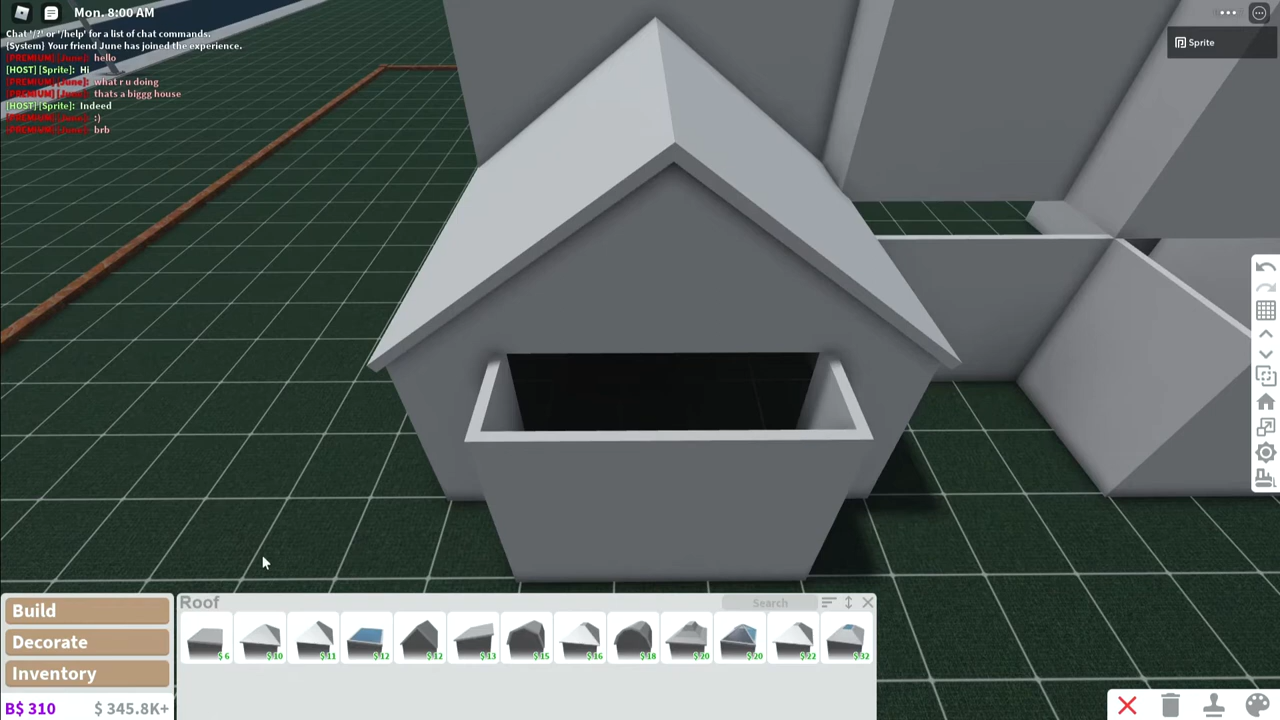 Mon. 8:00 AM
Chat '/?' or '/help' for a list of chat commands.
[System] Your friend June has joined the experience.
[PREMIUM] [June]: hello
[HOST] [Sprite]: Hi
[PREMIUM] [June]: what r u doing
[PREMIUM] [June]: thats a biggg house
[HOST] [Sprite]: Indeed
[PREMIUM] [June]: :)
[PREMIUM] [June]: brb
Sprite
Build
Decorate
Inventory
B$ 310 $ 345.8K+
Roof Search
$6 $10 $11 $12 $12 $13 $15 $16 $18 $20 $20 $22 $32